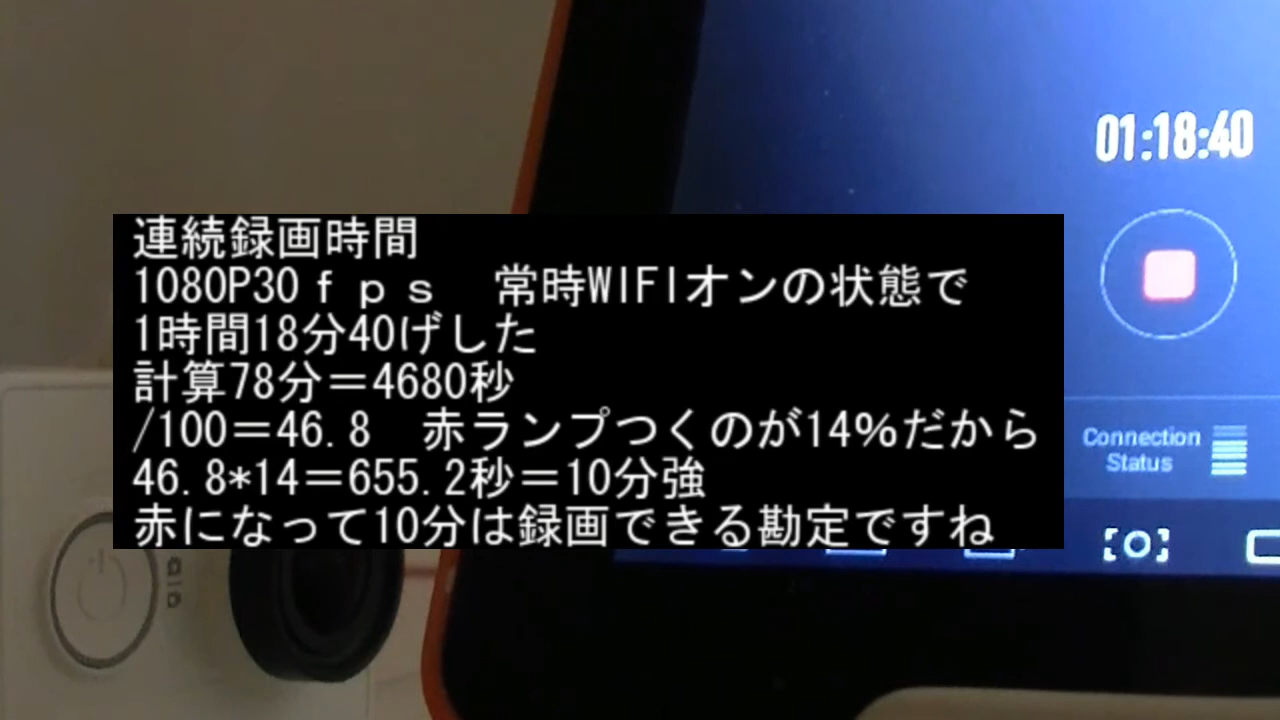 01:18:40
連続録画時間
1080P30ｆｐｓ　常時WIFIオンの状態で
1時間18分40げした
計算78分＝4680秒
/100＝46.8　赤ランプつくのが14％だから
46.8*14＝655.2秒＝10分強
赤になって10分は録画できる勘定ですね
Connection
Status